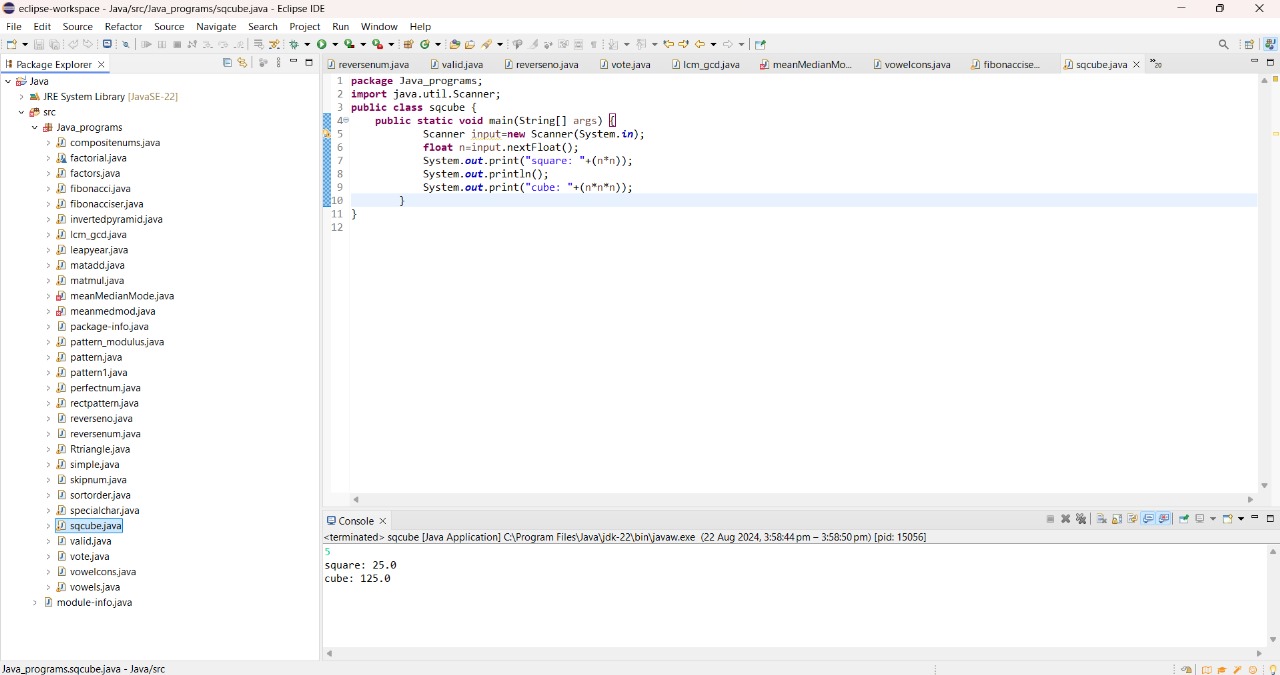 eclipse-workspace - Java/src/Java_programs/sqcube.java - Eclipse IDE
File Edit Source Refactor Source Navigate Search Project Run Window Help
Package Explorer
Java
JRE System Library [JavaSE-22]
src
Java_programs
compositenums.java
factorial.java
factors.java
fibonacci.java
fibonacciser.java
invertedpyramid.java
lcm_gcd.java
leapyear.java
matadd.java
matmul.java
meanMedianMode.java
meanmedmod.java
package-info.java
pattern_modulus.java
pattern.java
pattern1.java
perfectnum.java
rectpattern.java
reverseno.java
reversenum.java
Rtriangle.java
simple.java
skipnum.java
sortorder.java
specialchar.java
sqcube.java
valid.java
vote.java
vowelcons.java
vowels.java
module-info.java
reversenum.java valid.java reverseno.java vote.java lcm_gcd.java meanMedianMo... vowelcons.java fibonaccise... sqcube.java »20
1 package Java_programs;
2 import java.util.Scanner;
3 public class sqcube {
4 public static void main(String[] args) {
5 Scanner input=new Scanner(System.in);
6 float n=input.nextFloat();
7 System.out.print("square: "+(n*n));
8 System.out.println();
9 System.out.print("cube: "+(n*n*n));
10 }
11 }
12
Console
<terminated> sqcube [Java Application] C:\Program Files\Java\jdk-22\bin\javaw.exe (22 Aug 2024, 3:58:44 pm – 3:58:50 pm) [pid: 15056]
5
square: 25.0
cube: 125.0
Java_programs.sqcube.java - Java/src